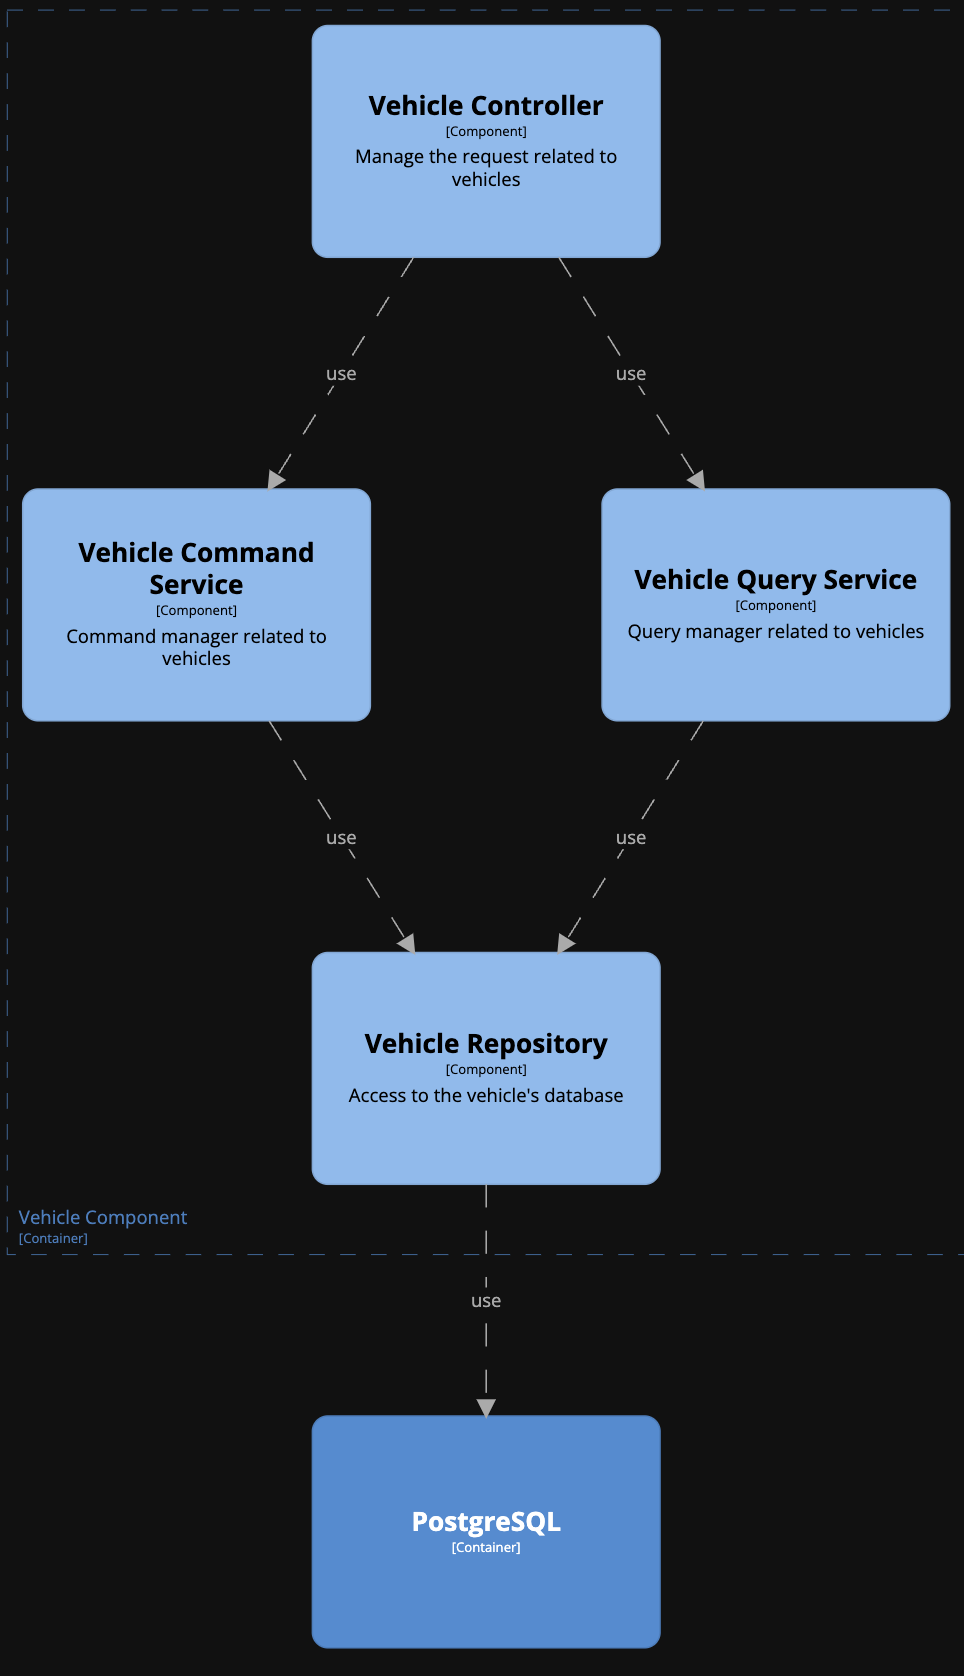 Vehicle Controller
[Component]
Manage the request related to
vehicles
use
use
Vehicle Command
Service
[Component]
Command manager related to
vehicles
Vehicle Query Service
[Component]
Query manager related to vehicles
use
use
Vehicle Repository
[Component]
Access to the vehicle's database
Vehicle Component
[Container]
use
PostgreSQL
[Container]